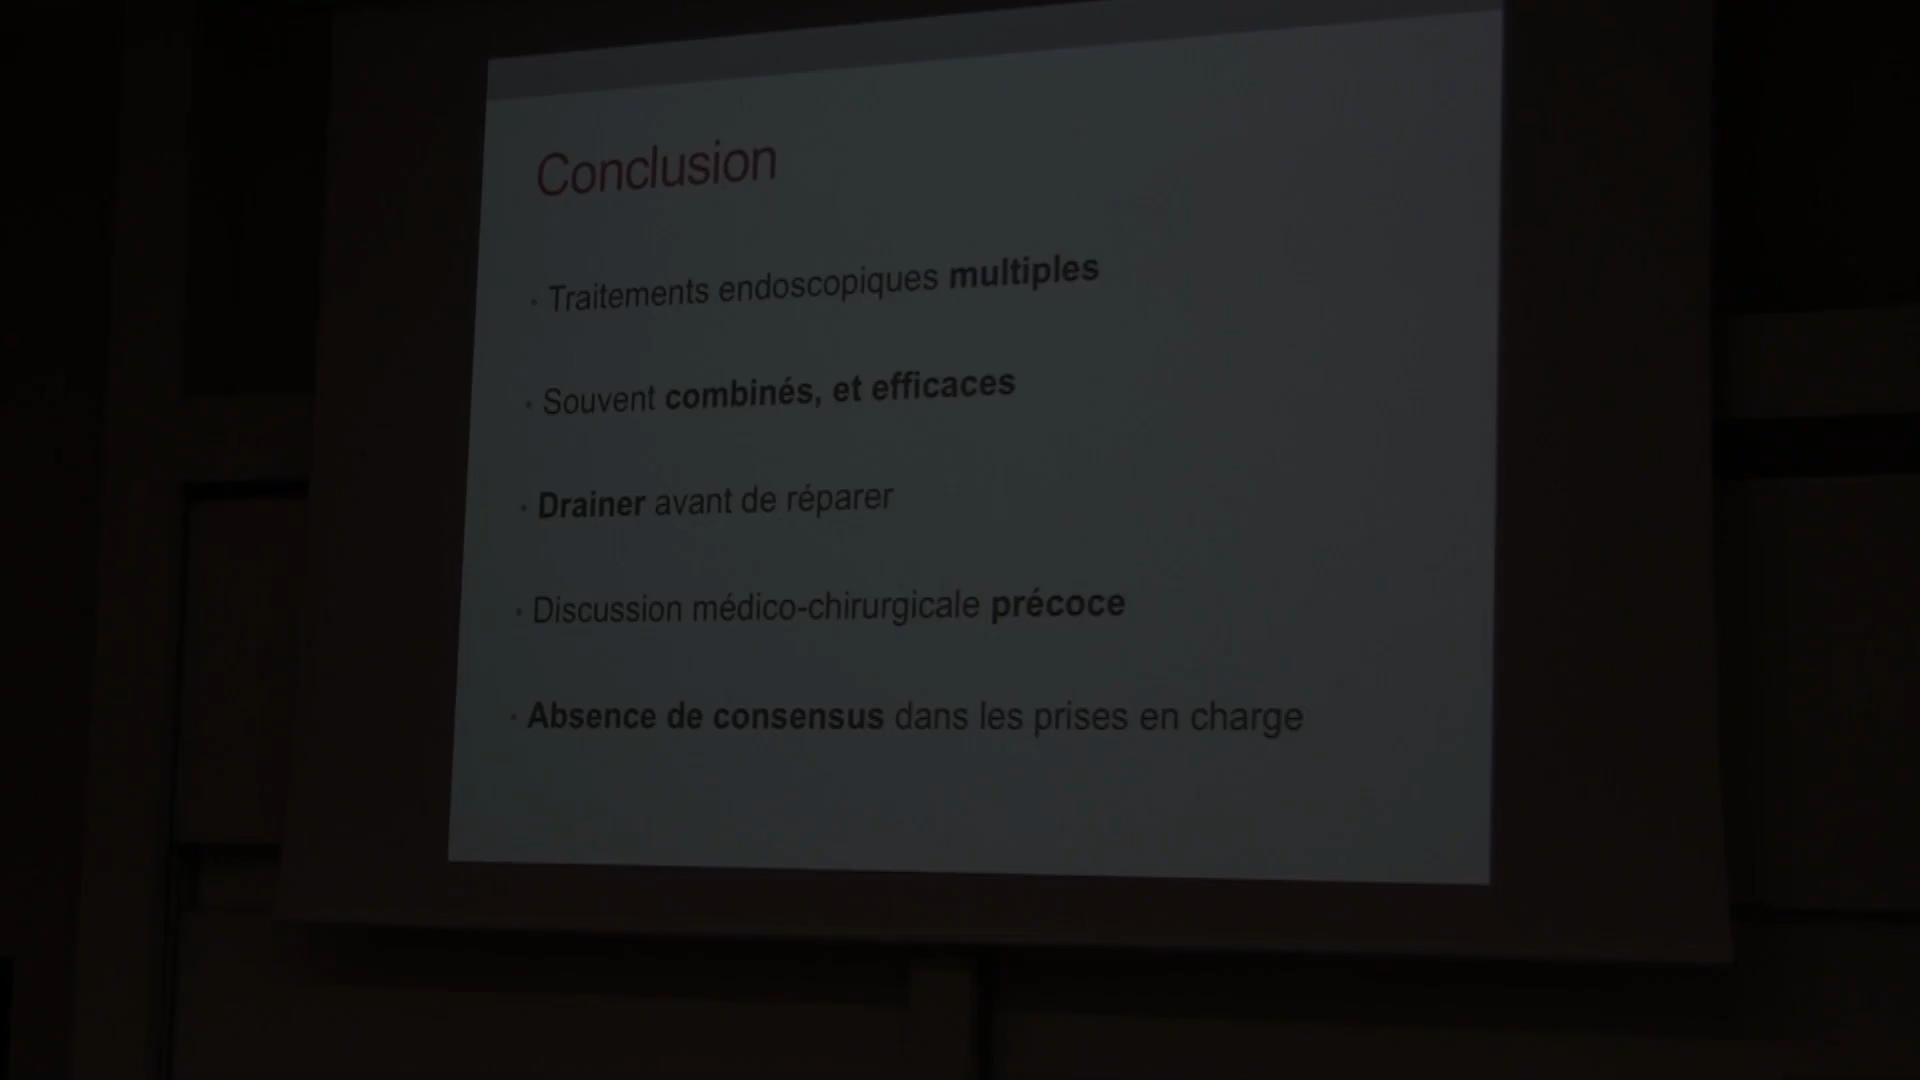 Conclusion
· Traitements endoscopiques multiples
· Souvent combinés, et efficaces
· Drainer avant de réparer
· Discussion médico-chirurgicale précoce
· Absence de consensus dans les prises en charge